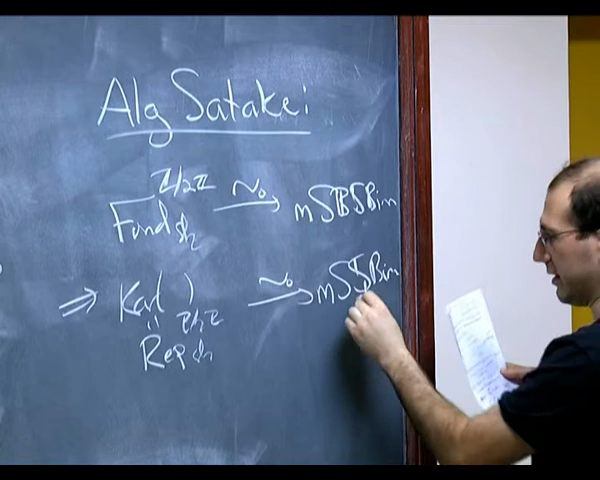 Alg Satake:
Fund sl₂ ℤ/2ℤ ~→ mSBSBim
⇒ Kar( ) ~→ mSSBim
" ℤ/2ℤ
Rep sl₂